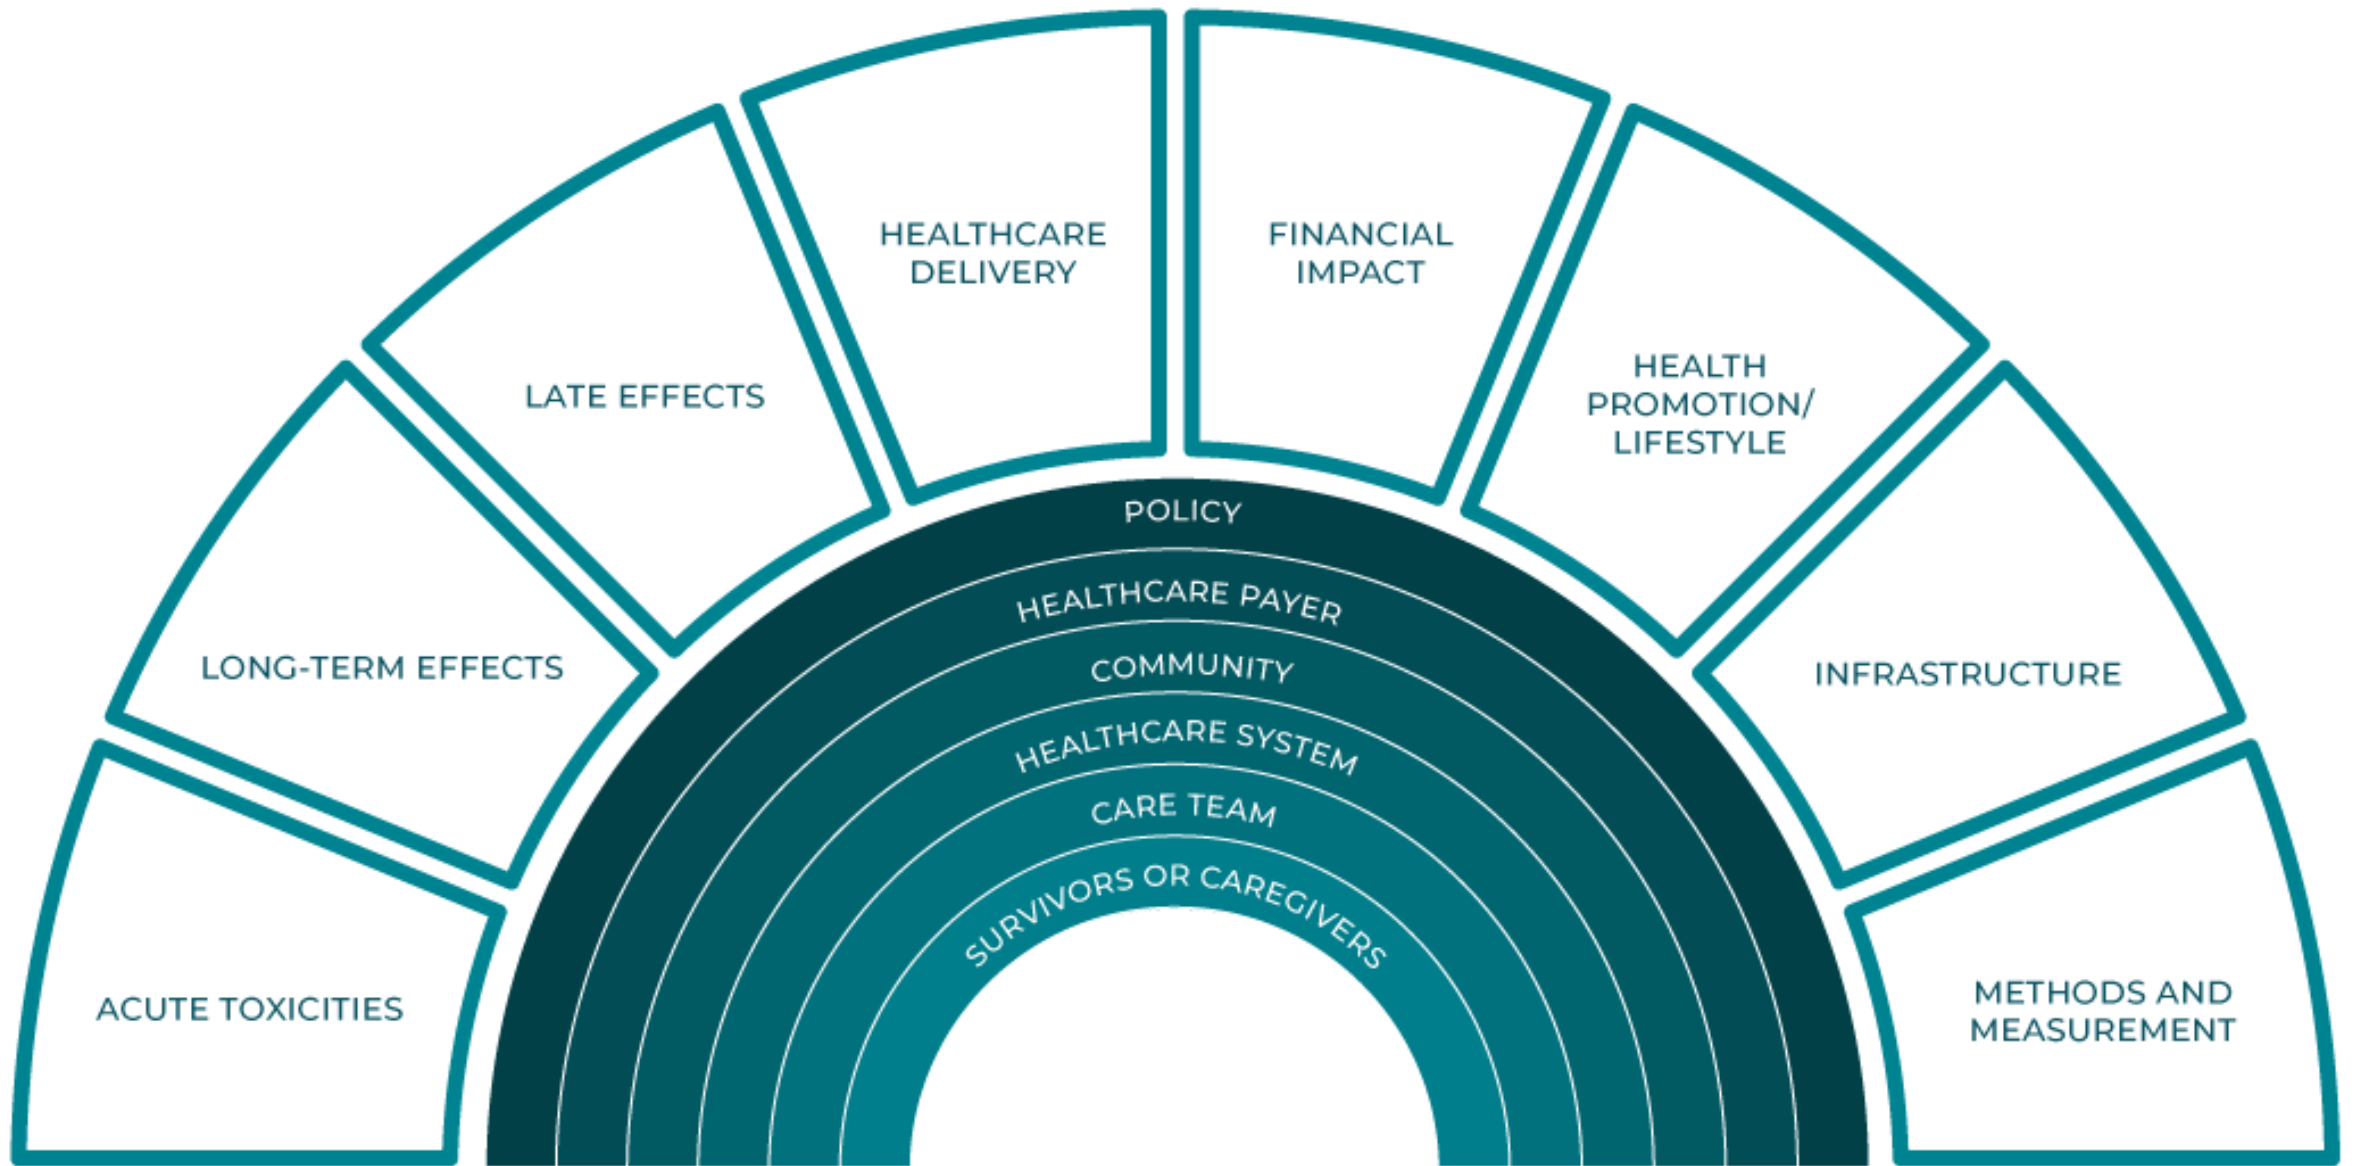 HEALTHCARE
DELIVERY
FINANCIAL
IMPACT
LATE EFFECTS
HEALTH
PROMOTION/
LIFESTYLE
LONG-TERM EFFECTS
INFRASTRUCTURE
ACUTE TOXICITIES
METHODS AND
MEASUREMENT
POLICY
HEALTHCARE PAYER
COMMUNITY
HEALTHCARE SYSTEM
CARE TEAM
SURVIVORS OR CAREGIVERS